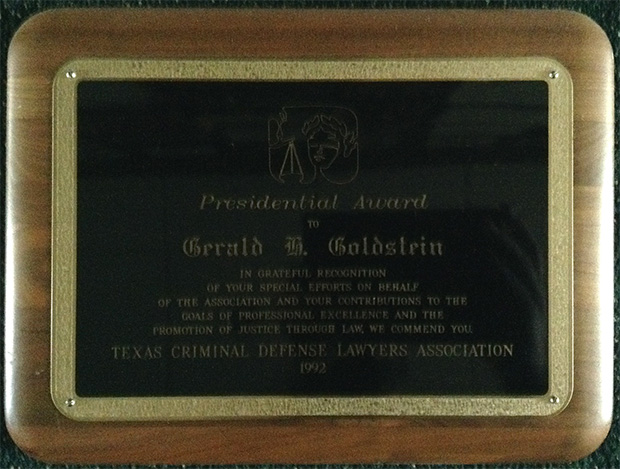 Presidential Award
TO
Gerald H. Goldstein
IN GRATEFUL RECOGNITION
OF YOUR SPECIAL EFFORTS ON BEHALF
OF THE ASSOCIATION AND YOUR CONTRIBUTIONS TO THE
GOALS OF PROFESSIONAL EXCELLENCE AND THE
PROMOTION OF JUSTICE THROUGH LAW, WE COMMEND YOU.
TEXAS CRIMINAL DEFENSE LAWYERS ASSOCIATION
1992